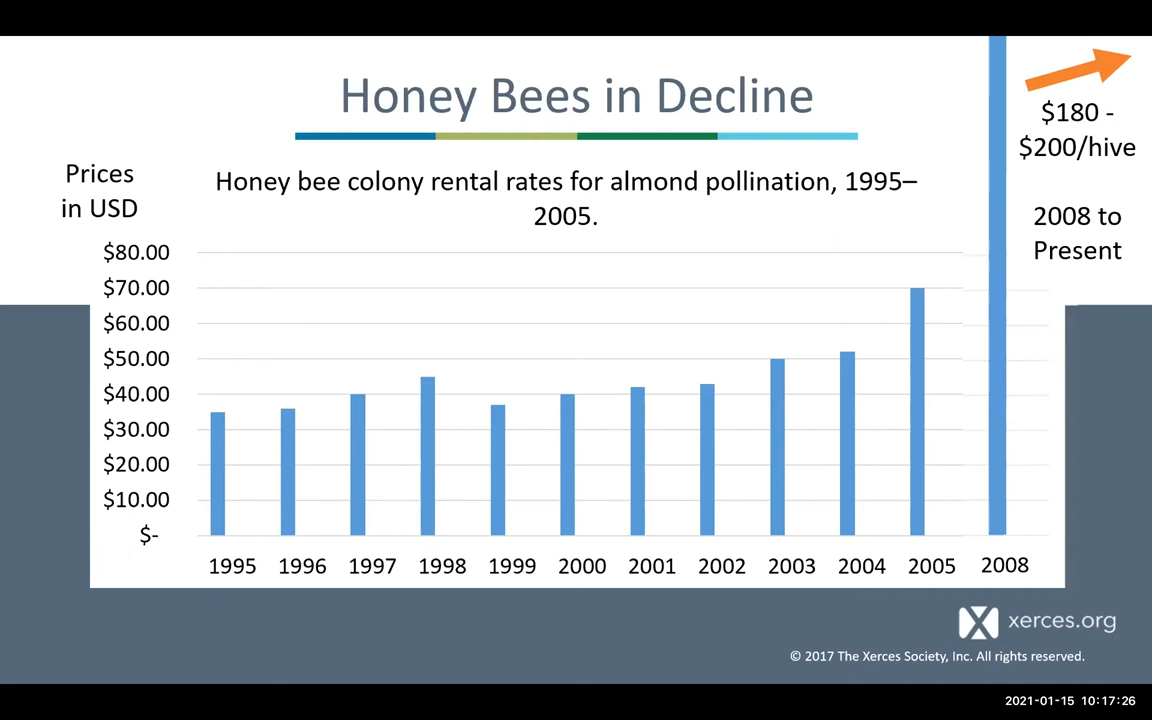 Honey Bees in Decline
$180 -
$200/hive
2008 to
Present
Prices
in USD
Honey bee colony rental rates for almond pollination, 1995–
2005.
$80.00
$70.00
$60.00
$50.00
$40.00
$30.00
$20.00
$10.00
$-
1995 1996 1997 1998 1999 2000 2001 2002 2003 2004 2005 2008
xerces.org
© 2017 The Xerces Society, Inc. All rights reserved.
2021-01-15 10:17:26